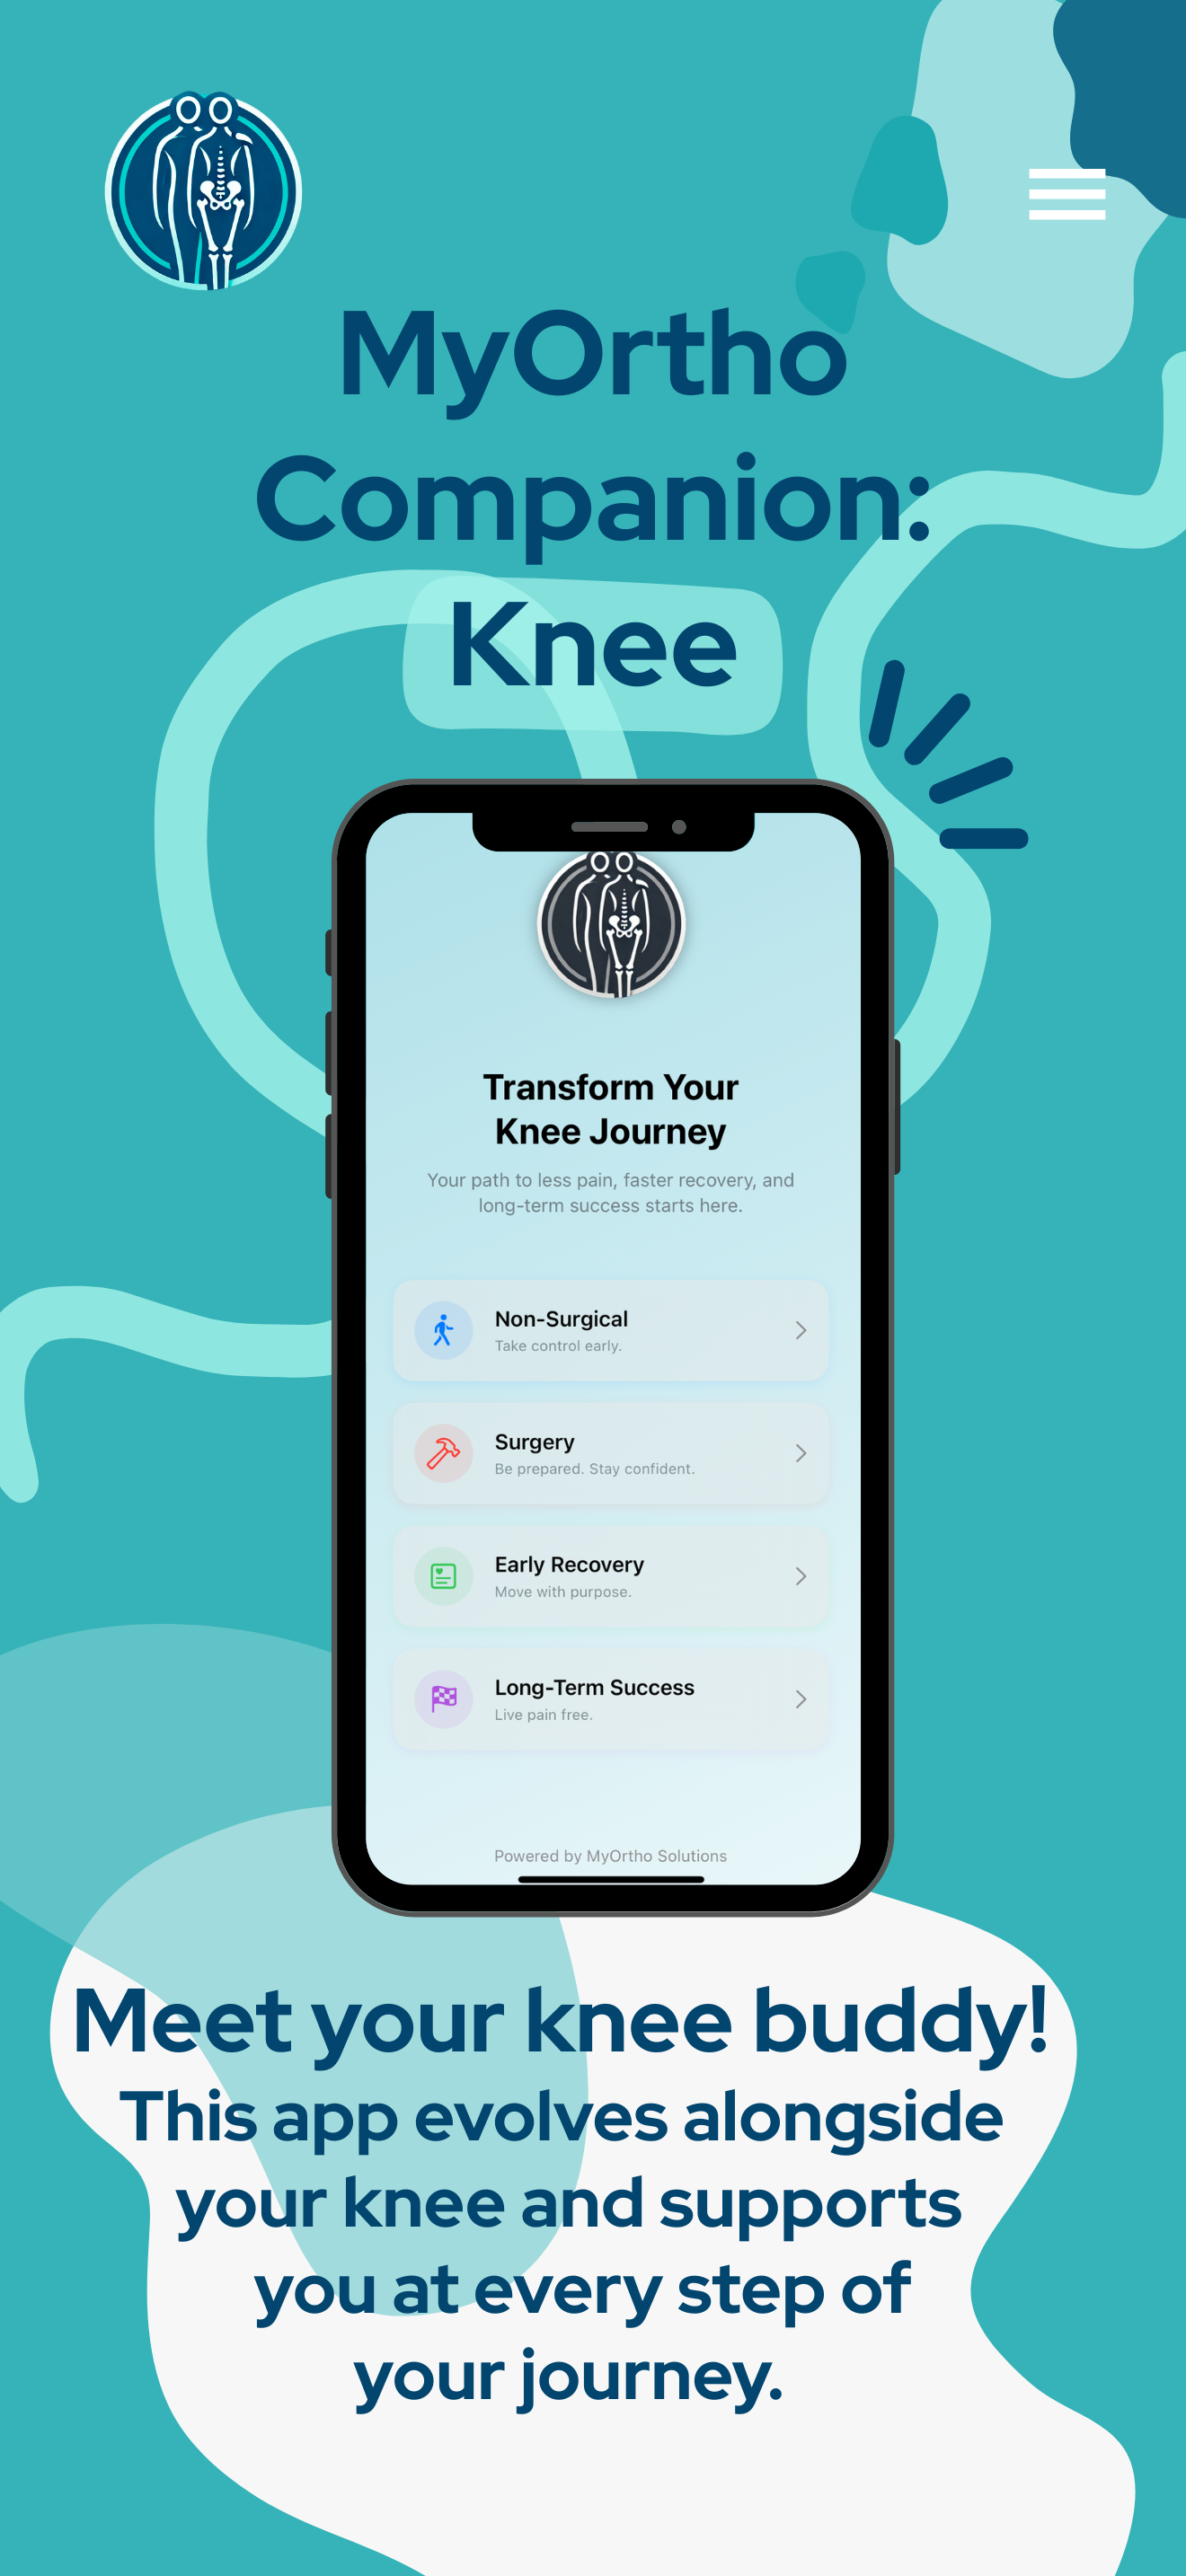 MyOrtho
Companion:
Knee
Transform Your
Knee Journey
Your path to less pain, faster recovery, and
long-term success starts here.
Non-Surgical
Take control early.
Surgery
Be prepared. Stay confident.
Early Recovery
Move with purpose.
Long-Term Success
Live pain free.
Powered by MyOrtho Solutions
Meet your knee buddy!
This app evolves alongside
your knee and supports
you at every step of
your journey.